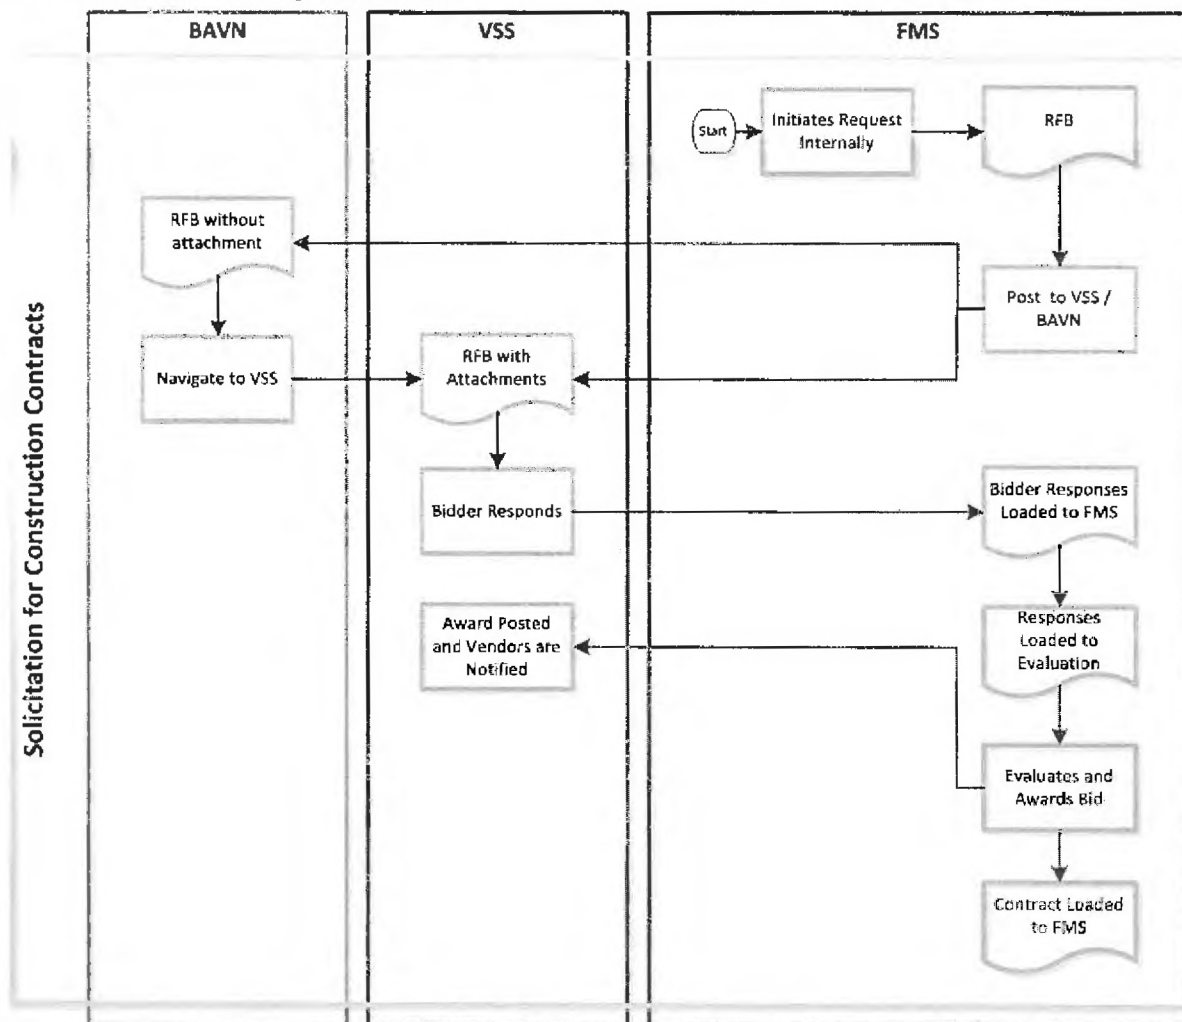 BAVN
VSS
FMS
Solicitation for Construction Contracts
Start
Initiates Request
Internally
RFB
RFB without
attachment
Post to VSS /
BAVN
Navigate to VSS
RFB with
Attachments
Bidder Responds
Bidder Responses
Loaded to FMS
Award Posted
and Vendors are
Notified
Responses
Loaded to
Evaluation
Evaluates and
Awards Bid
Contract Loaded
to FMS